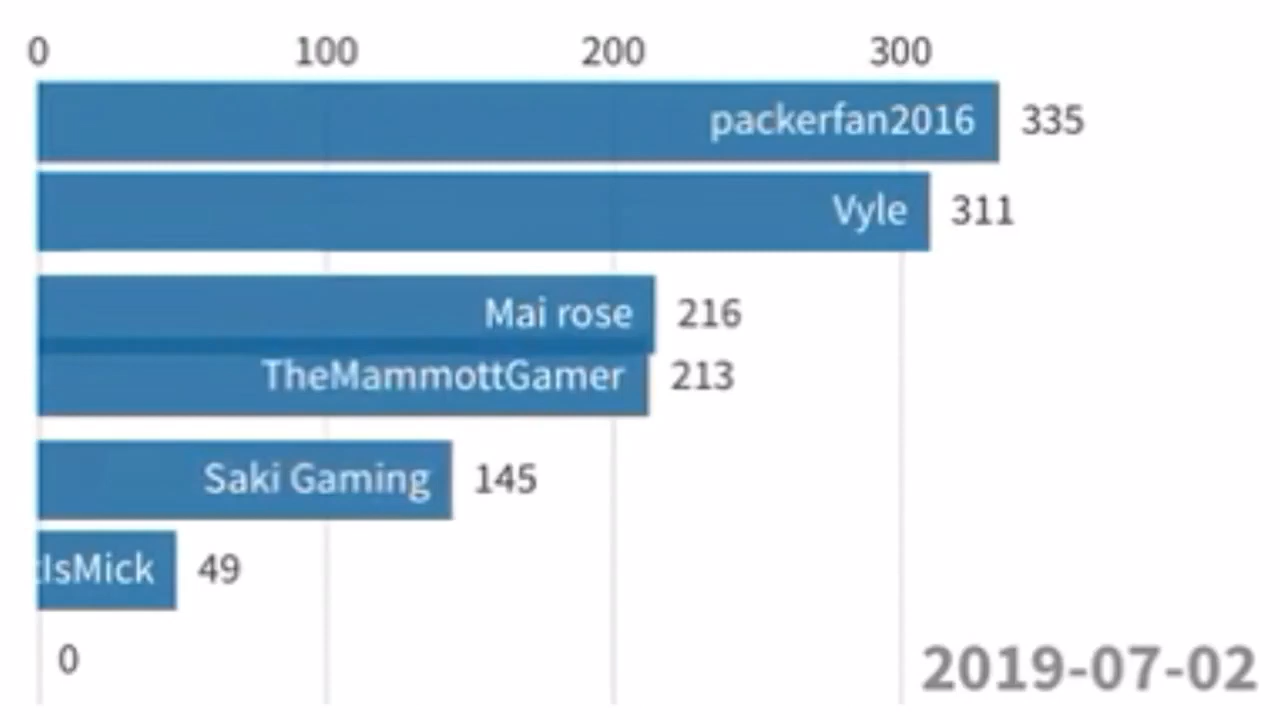 0 100 200 300
packerfan2016 335
Vyle 311
Mai rose 216
TheMammottGamer 213
Saki Gaming 145
tIsMick 49
0
2019-07-02